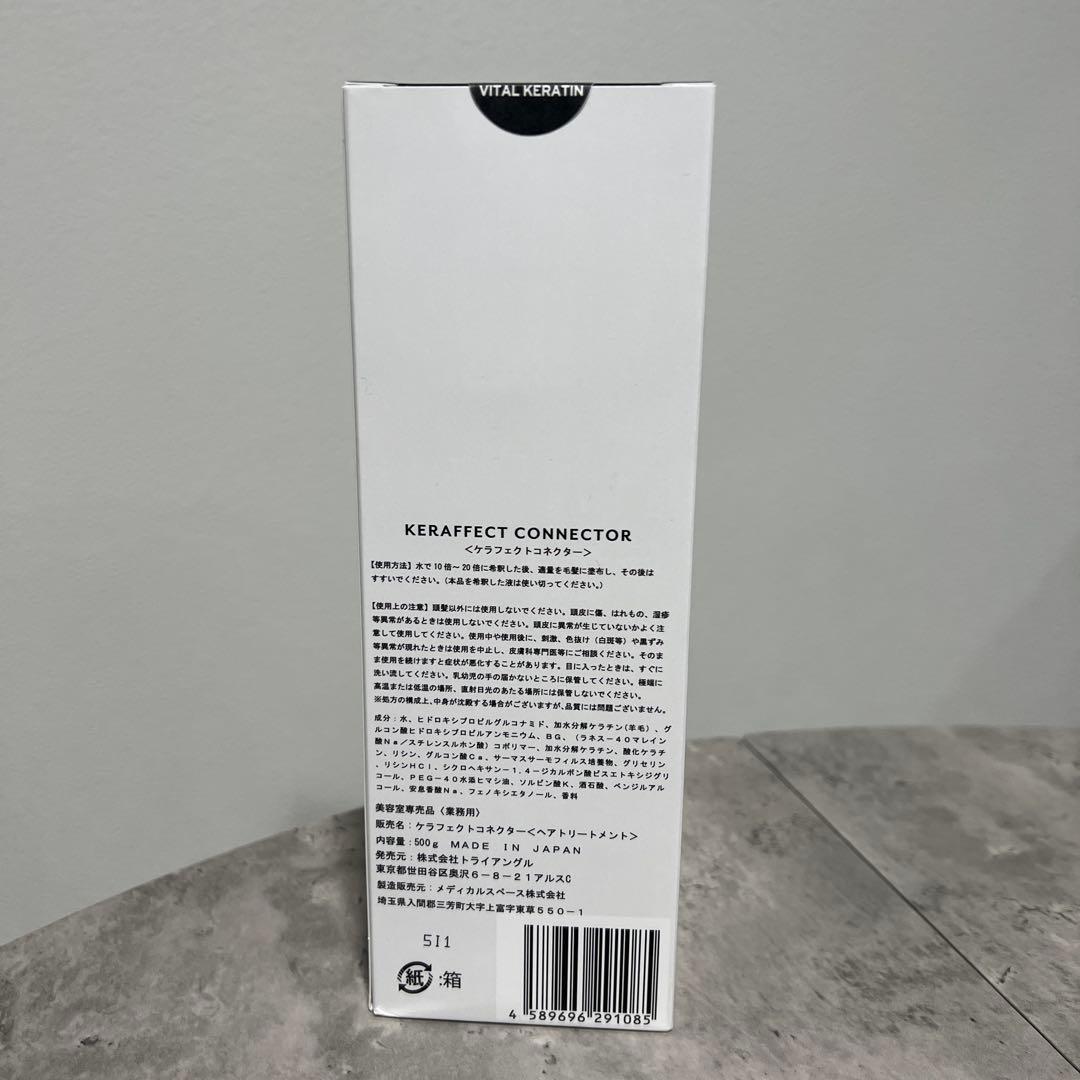 VITAL KERATIN
KERAFFECT CONNECTOR
＜ケラフェクトコネクター＞
【使用方法】水で10倍～20倍に希釈した後、適量を毛髪に塗布し、その後は
すすいでください。（本品を希釈した液は使い切ってください。）
【使用上の注意】頭髪以外には使用しないでください。頭皮に傷、はれもの、湿疹
等異常があるときは使用しないでください。頭皮に異常が生じていないかよく注
意して使用してください。使用中や使用後に、刺激、色抜け（白斑等）や黒ずみ
等異常が現れたときは使用を中止し、皮膚科専門医等にご相談ください。そのま
ま使用を続けますと症状が悪化することがあります。目に入ったときは、すぐに
洗い流してください。乳幼児の手の届かないところに保管してください。極端に
高温または低温の場所、直射日光のあたる場所には保管しないでください。
※処方の構成上、中身が沈殿する場合がございますが、品質には問題ございません。
成分：水、ヒドロキシプロピルグルコナミド、加水分解ケラチン（羊毛）、グ
ルコン酸ヒドロキシプロピルアンモニウム、ＢＧ、（ラネス－４０マレイン
酸Ｎａ／スチレンスルホン酸）コポリマー、加水分解ケラチン、酸化ケラチ
ン、リシン、グルコン酸Ｃａ、サーマスサーモフィルス培養物、グリセリン
、リシンＨＣｌ、シクロヘキサン－１，４－ジカルボン酸ビスエトキシジグリ
コール、ＰＥＧ－４０水添ヒマシ油、ソルビン酸Ｋ、酒石酸、ベンジルアル
コール、安息香酸Ｎａ、フェノキシエタノール、香料
美容室専売品〈業務用〉
販売名：ケラフェクトコネクター＜ヘアトリートメント＞
内容量：500ｇ ＭＡＤＥ ＩＮ ＪＡＰＡＮ
発売元：株式会社トライアングル
東京都世田谷区奥沢６－８－２１アルスC
製造販売元：メディカルスペース株式会社
埼玉県入間郡三芳町大字上富字東草５５０－１
5I1
紙:箱
4 589696 291085